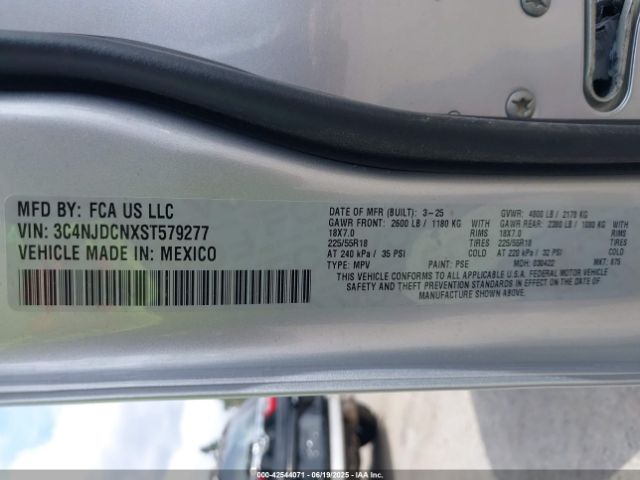 MFD BY: FCA US LLC
VIN: 3C4NJDCNXST579277
VEHICLE MADE IN: MEXICO
DATE OF MFR (BUILT): 3-25
GAWR FRONT: 2600 LB / 1180 KG WITH
18X7.0 RIMS
225/55R18 TIRES
AT 240 kPa / 35 PSI COLD
TYPE: MPV PAINT: PSE
GVWR: 4800 LB / 2178 KG
GAWR REAR: 2380 LB / 1080 KG WITH
18X7.0 RIMS
225/55R18 TIRES
AT 220 kPa / 32 PSI COLD
MDH: 030422 MKT: 675
THIS VEHICLE CONFORMS TO ALL APPLICABLE U.S.A. FEDERAL MOTOR VEHICLE
SAFETY AND THEFT PREVENTION STANDARDS IN EFFECT ON THE DATE OF
MANUFACTURE SHOWN ABOVE.
000-42544071 - 06/19/2025 - IAAI